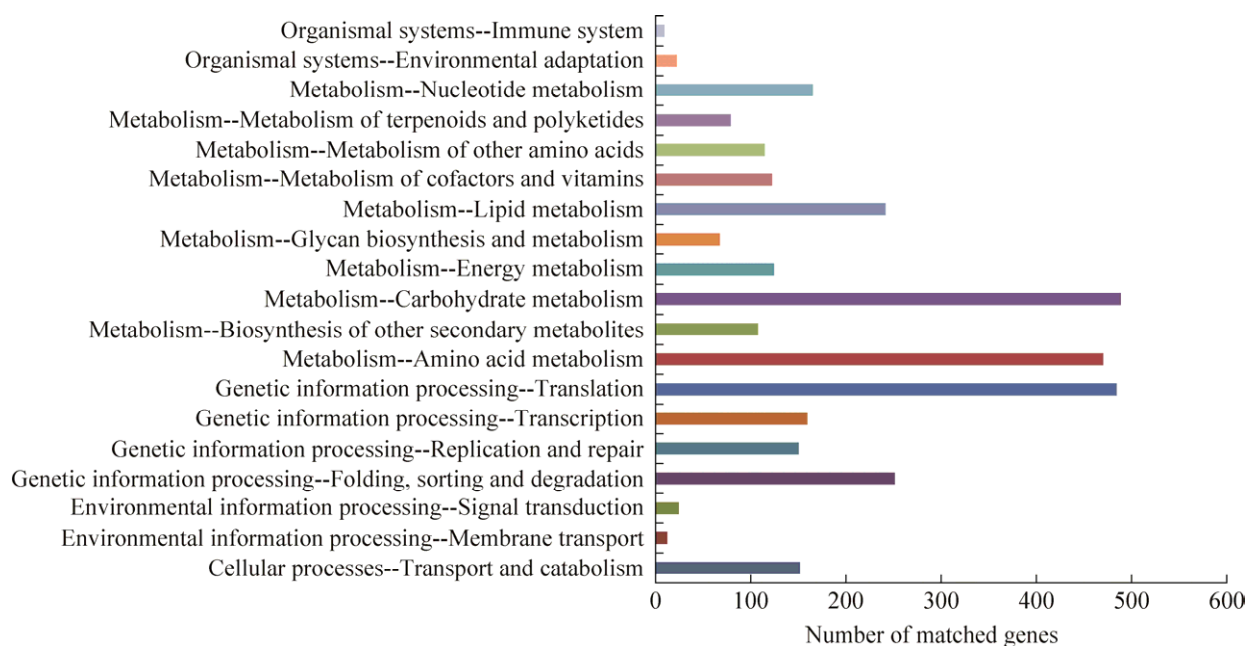 Organismal systems--Immune system
Organismal systems--Environmental adaptation
Metabolism--Nucleotide metabolism
Metabolism--Metabolism of terpenoids and polyketides
Metabolism--Metabolism of other amino acids
Metabolism--Metabolism of cofactors and vitamins
Metabolism--Lipid metabolism
Metabolism--Glycan biosynthesis and metabolism
Metabolism--Energy metabolism
Metabolism--Carbohydrate metabolism
Metabolism--Biosynthesis of other secondary metabolites
Metabolism--Amino acid metabolism
Genetic information processing--Translation
Genetic information processing--Transcription
Genetic information processing--Replication and repair
Genetic information processing--Folding, sorting and degradation
Environmental information processing--Signal transduction
Environmental information processing--Membrane transport
Cellular processes--Transport and catabolism
0 100 200 300 400 500 600
Number of matched genes